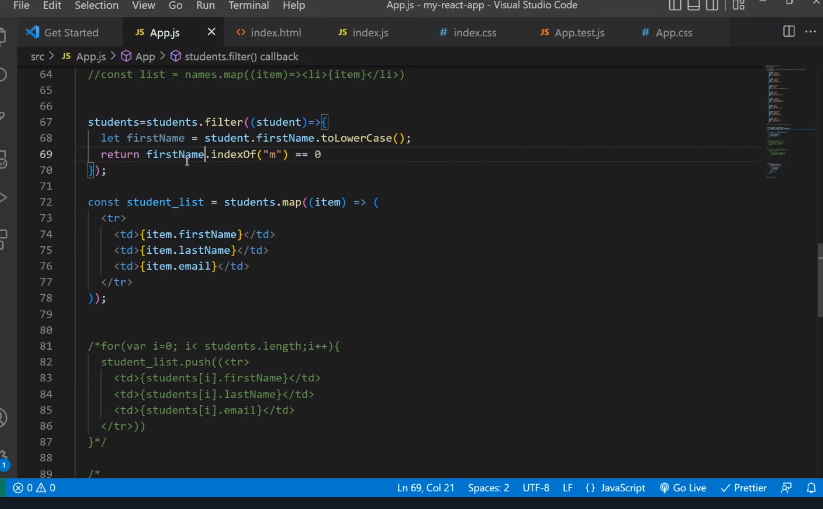 File Edit Selection View Go Run Terminal Help App.js - my-react-app - Visual Studio Code
Get Started JS App.js × <> index.html JS index.js # index.css JS App.test.js # App.css
src > JS App.js > App > students.filter() callback
64 //const list = names.map((item)=><li>{item}</li>)
65
66
67 students=students.filter((student)=>{
68 let firstName = student.firstName.toLowerCase();
69 return firstName.indexOf("m") == 0
70 });
71
72 const student_list = students.map((item) => (
73 <tr>
74 <td>{item.firstName}</td>
75 <td>{item.lastName}</td>
76 <td>{item.email}</td>
77 </tr>
78 ));
79
80
81 /*for(var i=0; i< students.length;i++){
82 student_list.push((<tr>
83 <td>{students[i].firstName}</td>
84 <td>{students[i].lastName}</td>
85 <td>{students[i].email}</td>
86 </tr>))
87 }*/
88
89 /*
1
0 0 Ln 69, Col 21 Spaces: 2 UTF-8 LF {} JavaScript Go Live Prettier